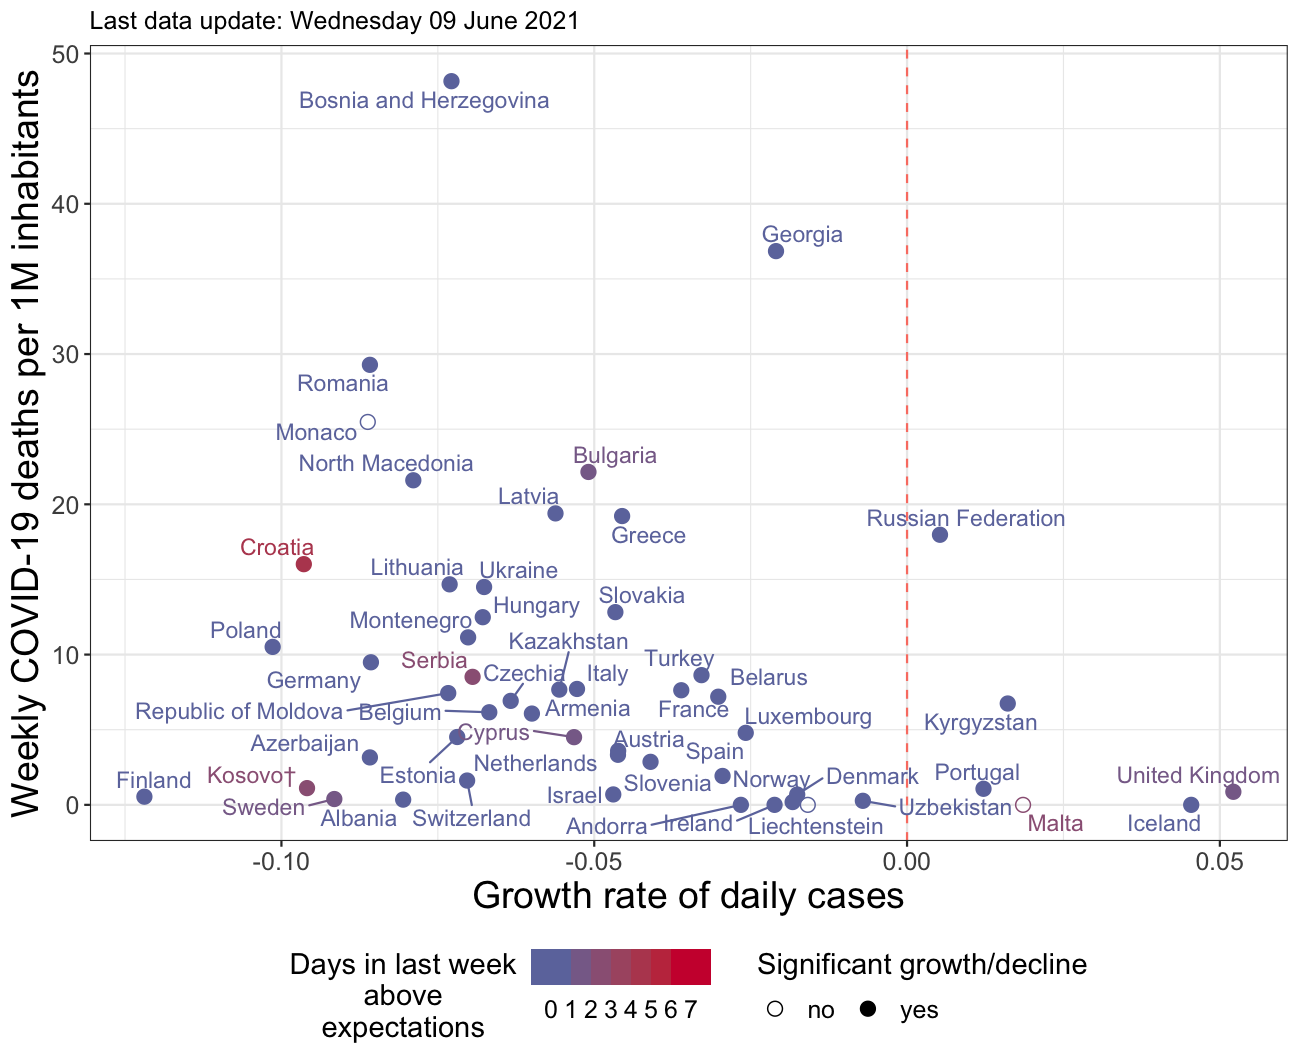 Last data update: Wednesday 09 June 2021
Weekly COVID-19 deaths per 1M inhabitants
50
40
30
20
10
0
Bosnia and Herzegovina
Georgia
Romania
Monaco
North Macedonia
Bulgaria
Latvia
Greece
Russian Federation
Croatia
Lithuania
Ukraine
Slovakia
Hungary
Montenegro
Poland
Kazakhstan
Serbia
Czechia
Italy
Turkey
Belarus
Germany
Republic of Moldova
Belgium
Armenia
France
Luxembourg
Kyrgyzstan
Azerbaijan
Cyprus
Austria
Spain
Netherlands
Estonia
Finland
Kosovo†
Slovenia
Norway
Denmark
Portugal
United Kingdom
Israel
Sweden
Albania
Switzerland
Andorra
Ireland
Liechtenstein
Uzbekistan
Malta
Iceland
-0.10
-0.05
0.00
0.05
Growth rate of daily cases
Days in last week
above
expectations
0 1 2 3 4 5 6 7
Significant growth/decline
no
yes